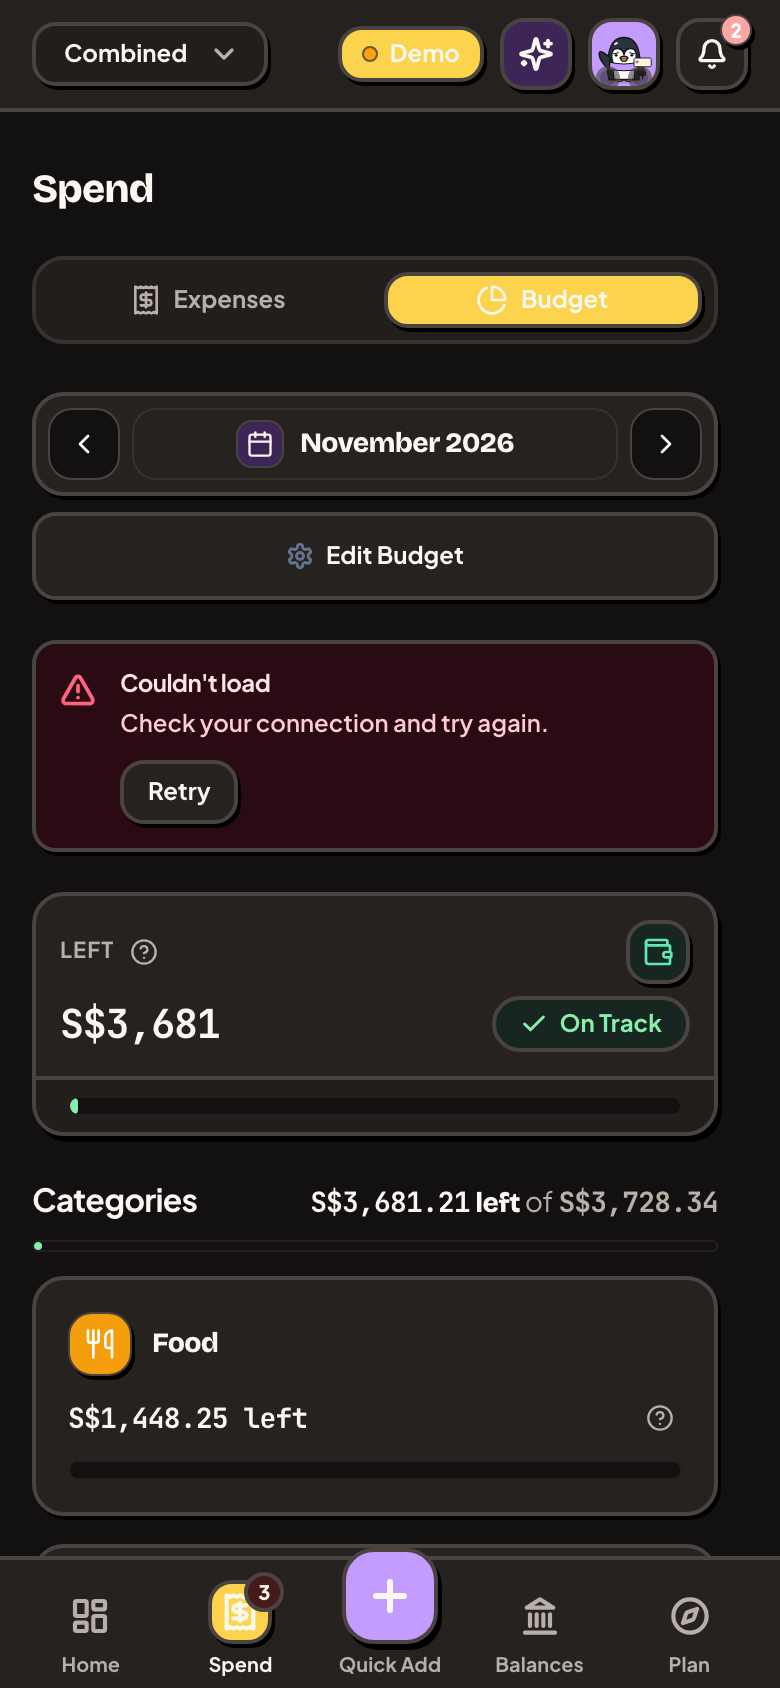 Combined
Demo
2
Spend
Expenses
Budget
November 2026
Edit Budget
Couldn't load
Check your connection and try again.
Retry
LEFT
S$3,681
On Track
Categories
S$3,681.21 left of S$3,728.34
Food
S$1,448.25 left
3
Home
Spend
Quick Add
Balances
Plan